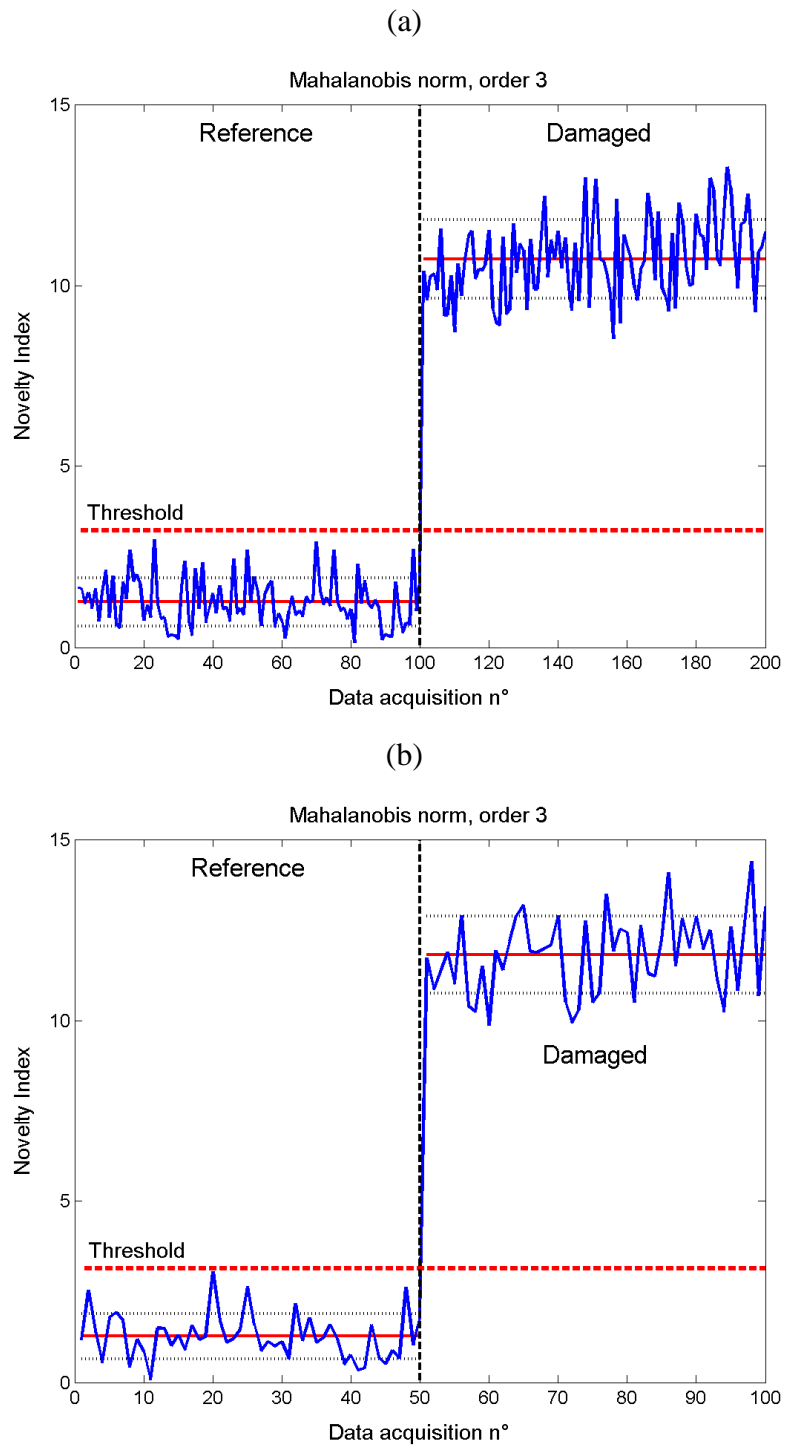 (a)
Mahalanobis norm, order 3
15
Reference
Damaged
10
Novelty Index
5
Threshold
0
0 20 40 60 80 100 120 140 160 180 200
Data acquisition n°
(b)
Mahalanobis norm, order 3
15
Reference
10
Damaged
Novelty Index
5
Threshold
0
0 10 20 30 40 50 60 70 80 90 100
Data acquisition n°